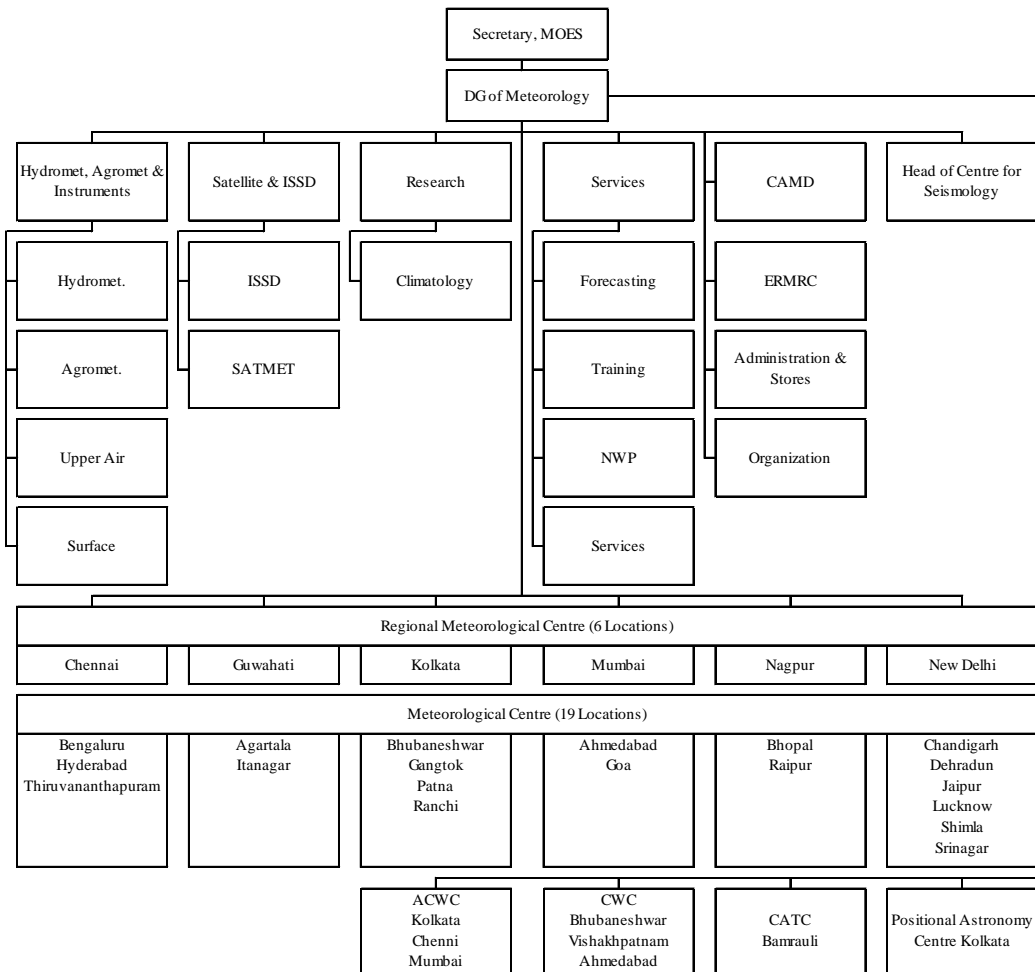 Secretary, MOES
DG of Meteorology
Hydromet, Agromet &
Instruments
Satellite & ISSD
Research
Services
CAMD
Head of Centre for
Seismology
Hydromet.
ISSD
Climatology
Forecasting
ERMRC
Agromet.
SATMET
Training
Administration &
Stores
Upper Air
NWP
Organization
Surface
Services
Regional Meteorological Centre (6 Locations)
Chennai
Guwahati
Kolkata
Mumbai
Nagpur
New Delhi
Meteorological Centre (19 Locations)
Bengaluru
Hyderabad
Thiruvananthapuram
Agartala
Itanagar
Bhubaneshwar
Gangtok
Patna
Ranchi
Ahmedabad
Goa
Bhopal
Raipur
Chandigarh
Dehradun
Jaipur
Lucknow
Shimla
Srinagar
ACWC
Kolkata
Chenni
Mumbai
CWC
Bhubaneshwar
Vishakhpatnam
Ahmedabad
CATC
Bamrauli
Positional Astronomy
Centre Kolkata